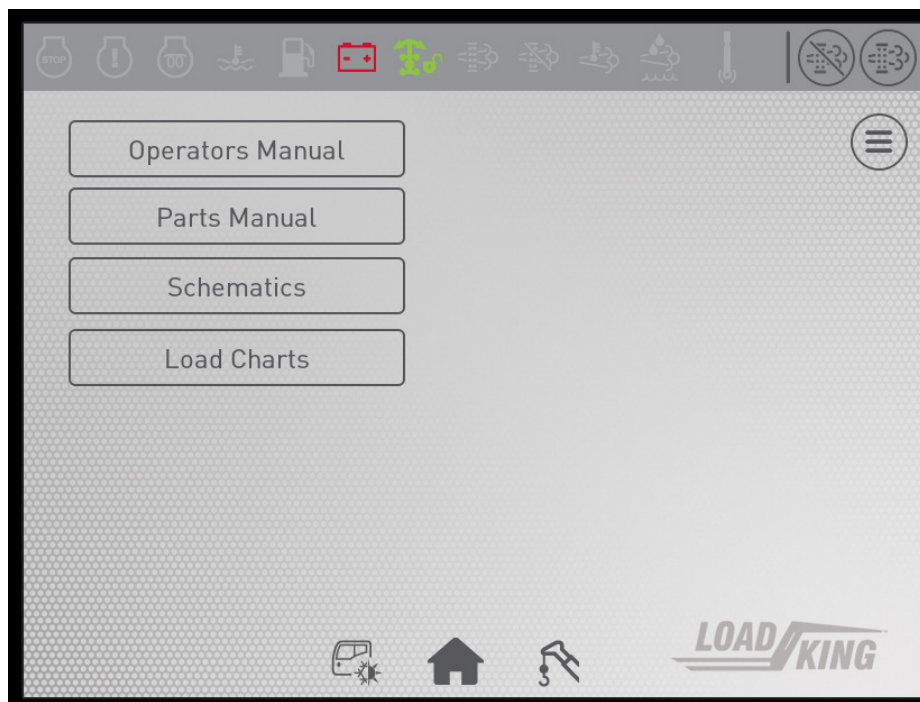 STOP
Operators Manual
Parts Manual
Schematics
Load Charts
LOAD
KING